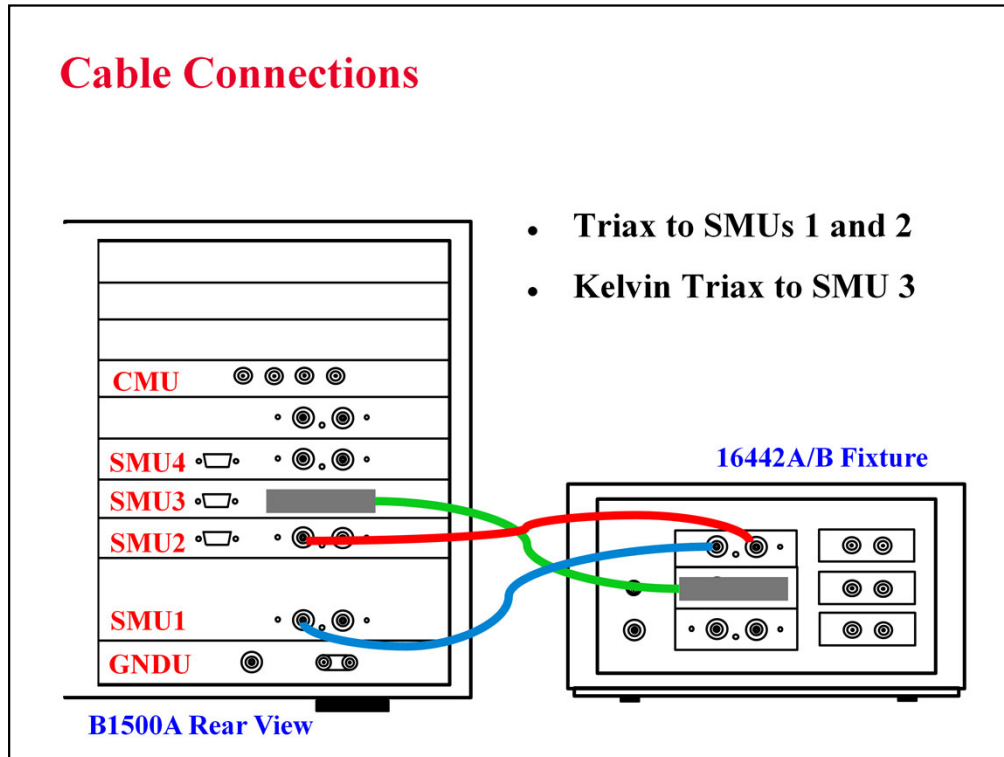 Cable Connections
• Triax to SMUs 1 and 2
• Kelvin Triax to SMU 3
CMU
SMU4
SMU3
SMU2
SMU1
GNDU
B1500A Rear View
16442A/B Fixture